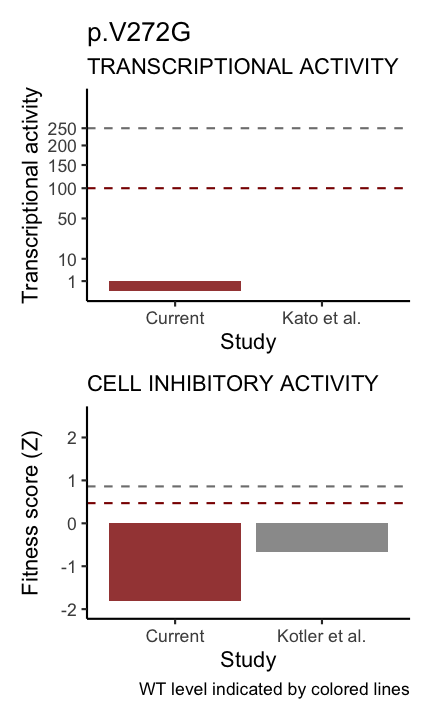 p.V272G
TRANSCRIPTIONAL ACTIVITY
Transcriptional activity
250
200
150
100
50
10
1
Current
Kato et al.
Study
CELL INHIBITORY ACTIVITY
Fitness score (Z)
2
1
0
-1
-2
Current
Kotler et al.
Study
WT level indicated by colored lines